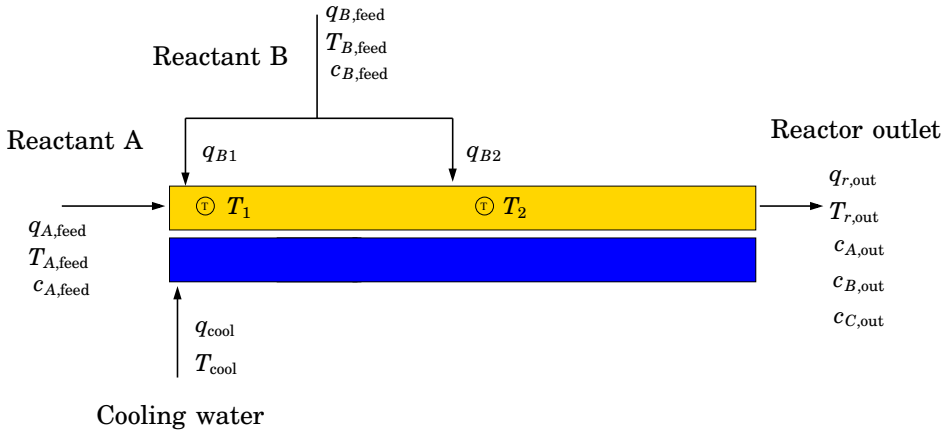 q_{B,feed}
T_{B,feed}
c_{B,feed}
Reactant B
Reactant A
q_{B1}
q_{B2}
Reactor outlet
q_{A,feed}
T_{A,feed}
c_{A,feed}
T T_1
T T_2
q_{r,out}
T_{r,out}
c_{A,out}
c_{B,out}
c_{C,out}
q_{cool}
T_{cool}
Cooling water